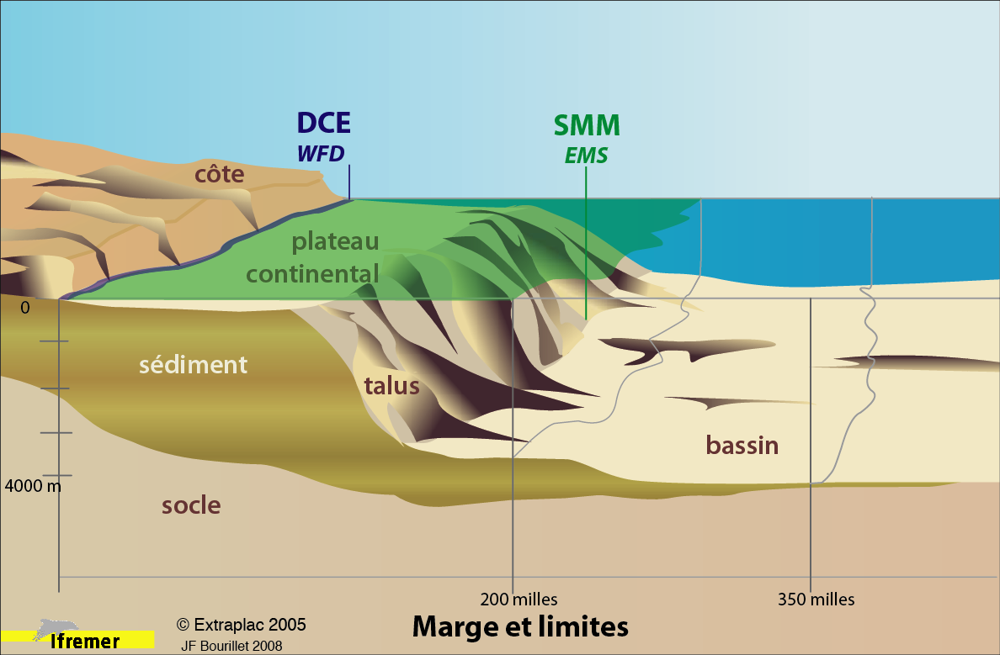 DCE
WFD
SMM
EMS
côte
plateau
continental
0
sédiment
talus
bassin
4000 m
socle
200 milles
350 milles
Marge et limites
© Extraplac 2005
JF Bourillet 2008
Ifremer